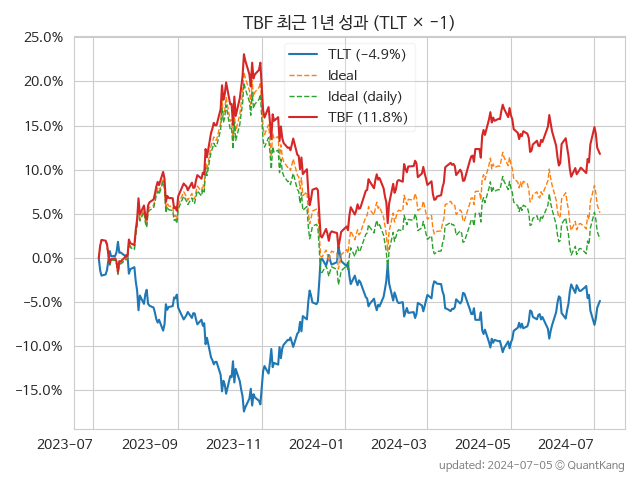 TBF 최근 1년 성과 (TLT × −1)
25.0%
20.0%
15.0%
10.0%
5.0%
0.0%
−5.0%
−10.0%
−15.0%
TLT (−4.9%)
Ideal
Ideal (daily)
TBF (11.8%)
2023-07
2023-09
2023-11
2024-01
2024-03
2024-05
2024-07
updated: 2024-07-05 © QuantKang